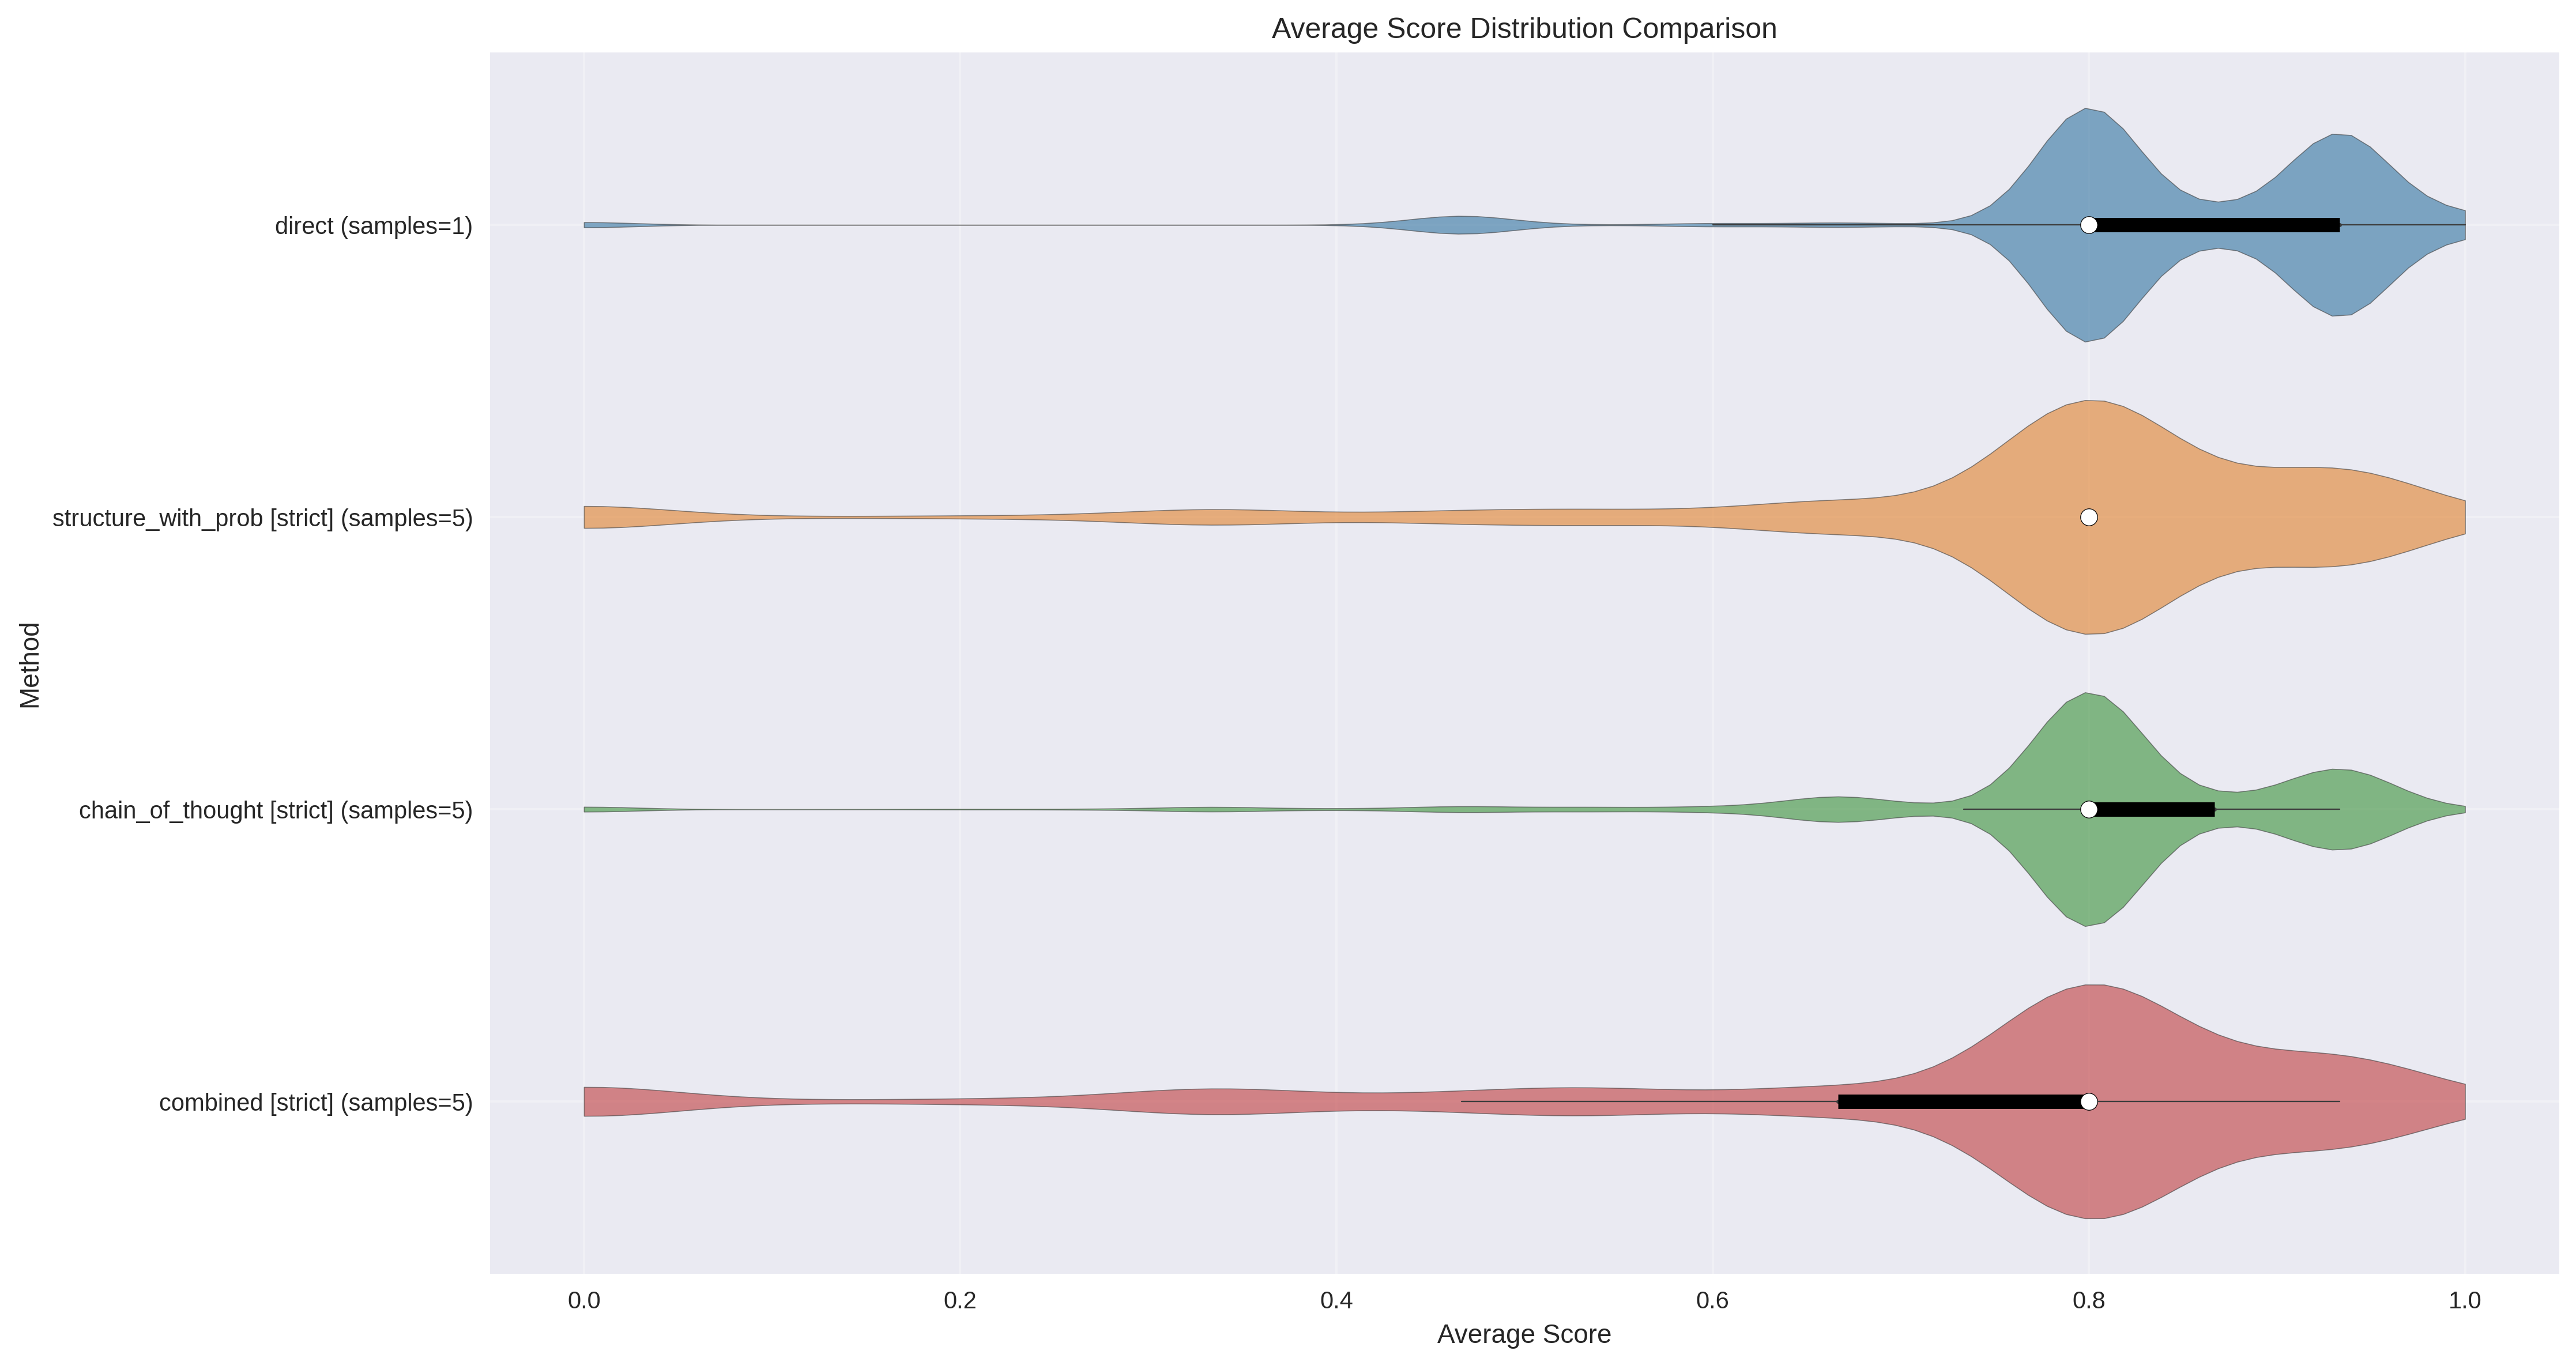 Average Score Distribution Comparison
Method
direct (samples=1)
structure_with_prob [strict] (samples=5)
chain_of_thought [strict] (samples=5)
combined [strict] (samples=5)
0.0 0.2 0.4 0.6 0.8 1.0
Average Score